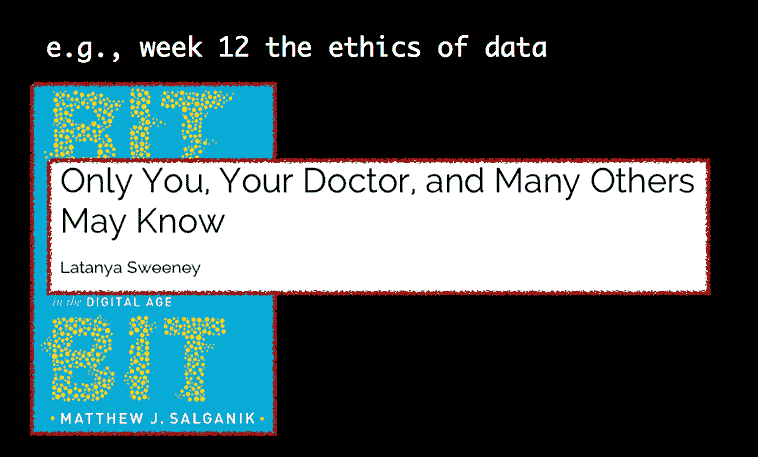 e.g., week 12 the ethics of data
BIT
Only You, Your Doctor, and Many Others
May Know
Latanya Sweeney
in the DIGITAL AGE
BIT
• MATTHEW J. SALGANIK •